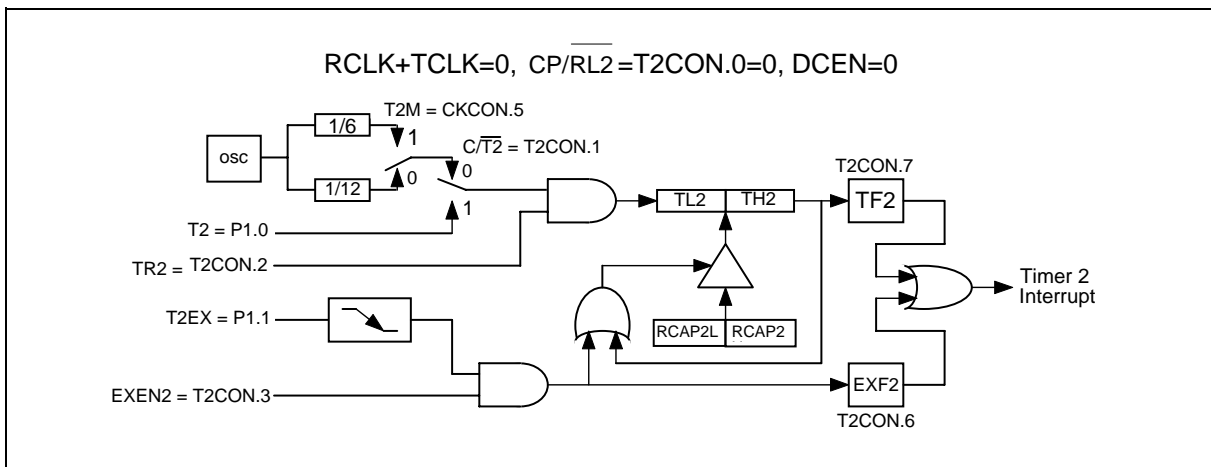 RCLK+TCLK=0, CP/RL2=T2CON.0=0, DCEN=0
T2M = CKCON.5
1/6
1
osc
C/T2 = T2CON.1
0
1/12
0
1
T2 = P1.0
TR2 = T2CON.2
TL2
TH2
T2CON.7
TF2
Timer 2
Interrupt
T2EX = P1.1
RCAP2L
RCAP2
EXEN2 = T2CON.3
EXF2
T2CON.6